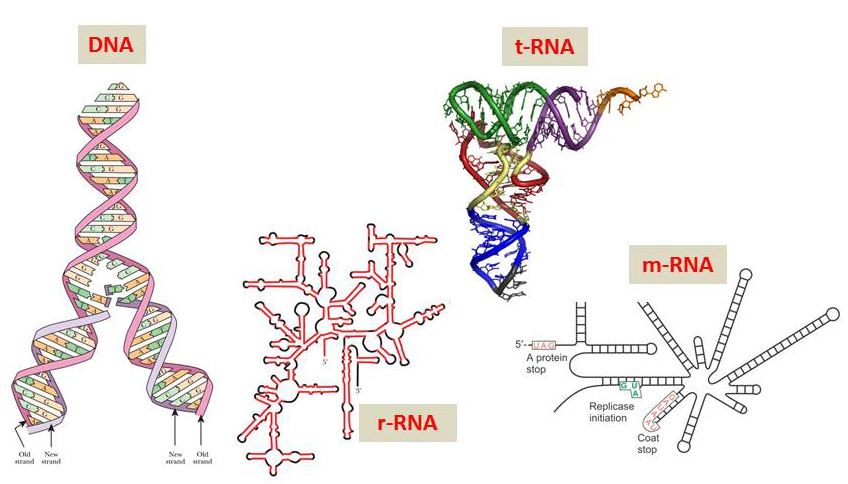 DNA
t-RNA
m-RNA
r-RNA
Old
strand
New
strand
New
strand
Old
strand
5'
3'
5'-
UAG
A protein
stop
G U
A
Replicase
initiation
Coat
stop